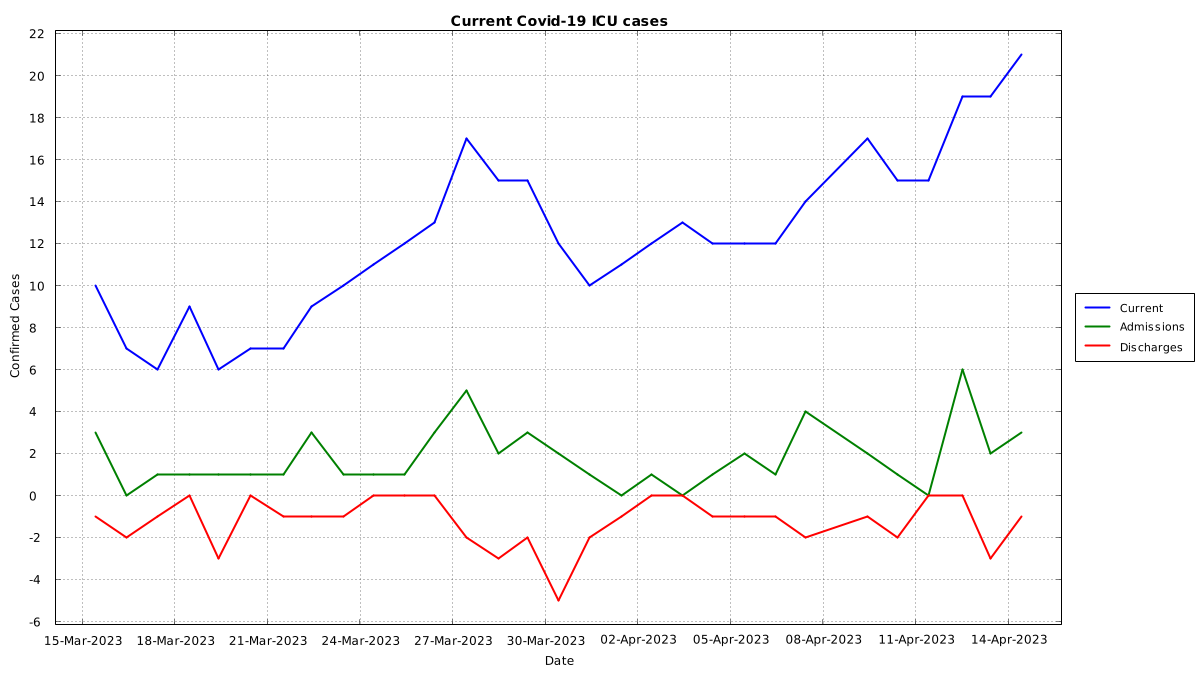 Current Covid-19 ICU cases
22
20
18
16
14
12
10
8
6
4
2
0
-2
-4
-6
Confirmed Cases
15-Mar-2023 18-Mar-2023 21-Mar-2023 24-Mar-2023 27-Mar-2023 30-Mar-2023 02-Apr-2023 05-Apr-2023 08-Apr-2023 11-Apr-2023 14-Apr-2023
Date
Current
Admissions
Discharges